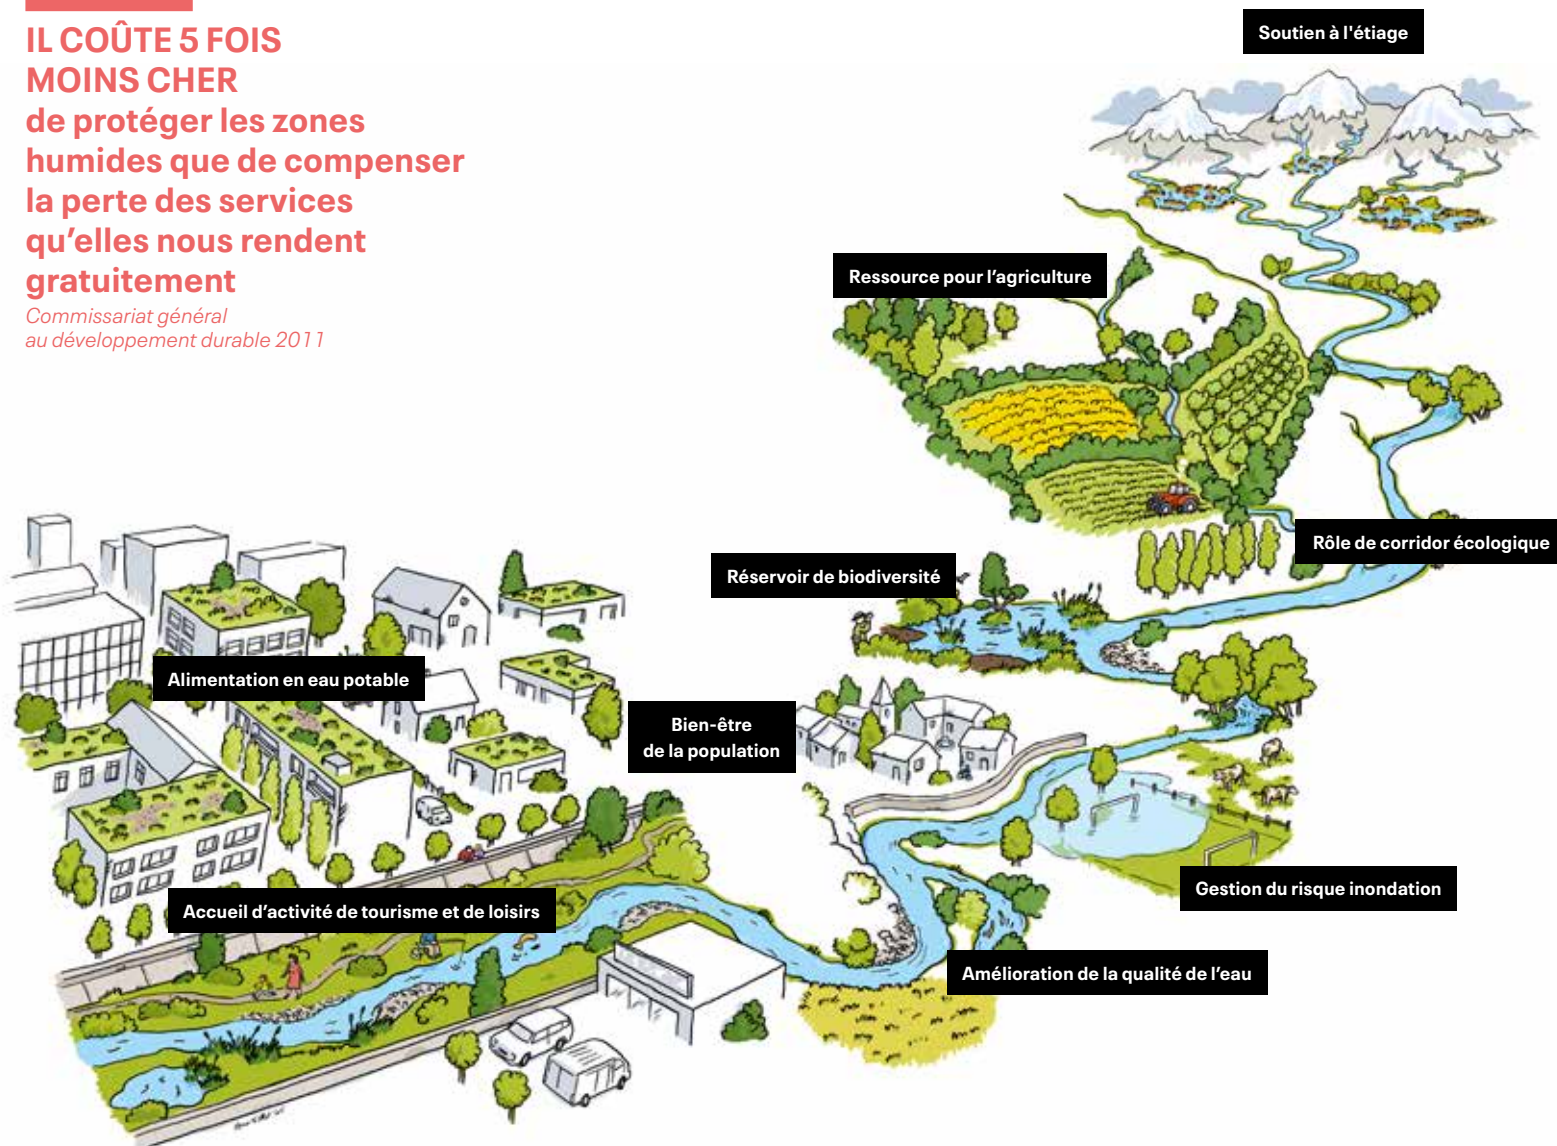 IL COÛTE 5 FOIS
MOINS CHER
de protéger les zones
humides que de compenser
la perte des services
qu’elles nous rendent
gratuitement
Commissariat général
au développement durable 2011
Soutien à l'étiage
Ressource pour l’agriculture
Rôle de corridor écologique
Réservoir de biodiversité
Alimentation en eau potable
Bien-être
de la population
Gestion du risque inondation
Accueil d’activité de tourisme et de loisirs
Amélioration de la qualité de l’eau